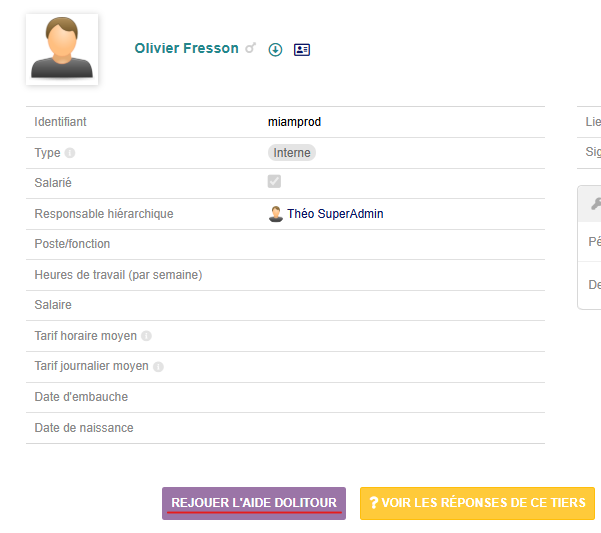 Olivier Fresson
Identifiant miamprod Lie
Type Interne Sig
Salarié
Responsable hiérarchique Théo SuperAdmin
Poste/fonction Pé
Heures de travail (par semaine)
De
Salaire
Tarif horaire moyen
Tarif journalier moyen
Date d'embauche
Date de naissance
REJOUER L'AIDE DOLITOUR ? VOIR LES RÉPONSES DE CE TIERS